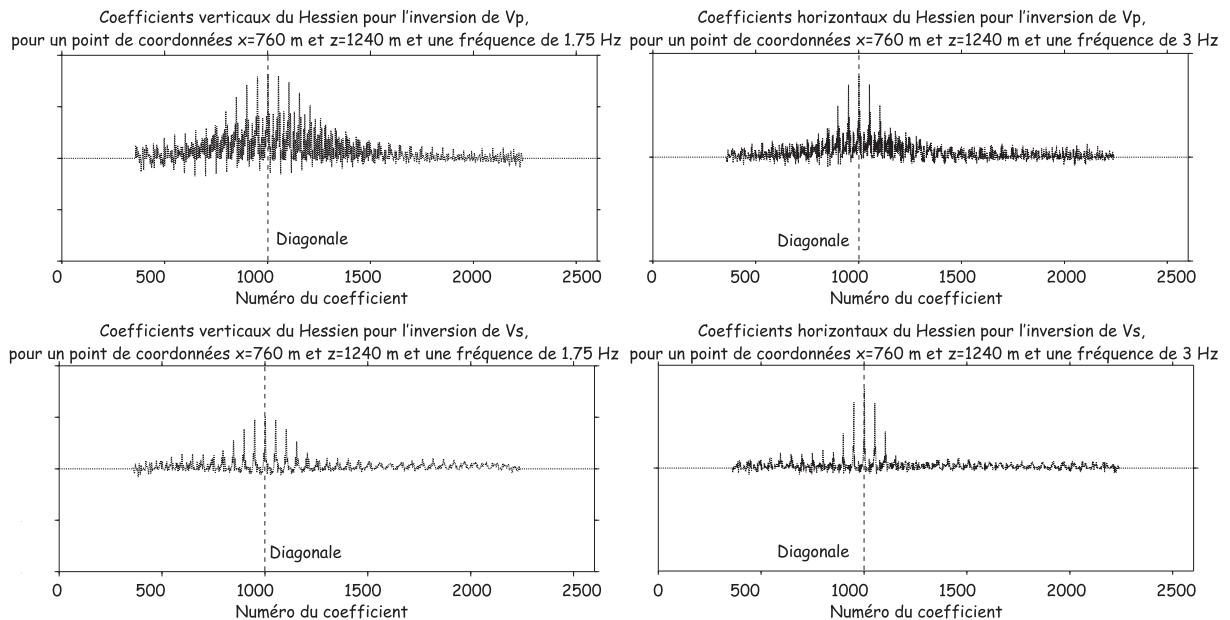 Coefficients verticaux du Hessien pour l'inversion de Vp,
pour un point de coordonnées x=760 m et z=1240 m et une fréquence de 1.75 Hz
Diagonale
0 500 1000 1500 2000 2500
Numéro du coefficient
Coefficients horizontaux du Hessien pour l'inversion de Vp,
pour un point de coordonnées x=760 m et z=1240 m et une fréquence de 3 Hz
Diagonale
0 500 1000 1500 2000 2500
Numéro du coefficient
Coefficients verticaux du Hessien pour l'inversion de Vs,
pour un point de coordonnées x=760 m et z=1240 m et une fréquence de 1.75 Hz
Diagonale
0 500 1000 1500 2000 2500
Numéro du coefficient
Coefficients horizontaux du Hessien pour l'inversion de Vs,
pour un point de coordonnées x=760 m et z=1240 m et une fréquence de 3 Hz
Diagonale
0 500 1000 1500 2000 2500
Numéro du coefficient